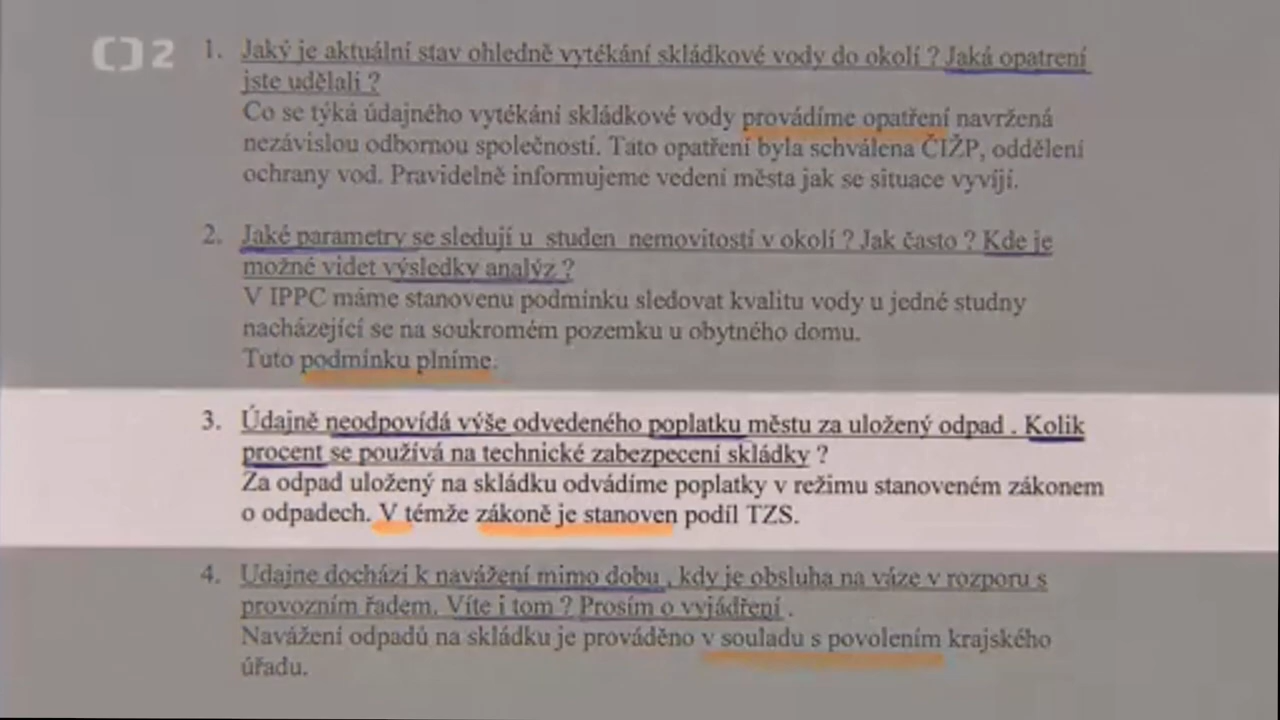 2
1. Jaký je aktuální stav ohledně vytékání skládkové vody do okolí ? Jaká opatrení
jste udělali ?
Co se týká údajného vytékání skládkové vody provádíme opatření navržená
nezávislou odbornou společností. Tato opatření byla schválena ČIŽP, oddělení
ochrany vod. Pravidelně informujeme vedení města jak se situace vyvíjí.
2. Jaké parametry se sledují u studen nemovitostí v okolí ? Jak často ? Kde je
možné videt výsledky analýz ?
V IPPC máme stanovenu podmínku sledovat kvalitu vody u jedné studny
nacházející se na soukromém pozemku u obytného domu.
Tuto podmínku plníme.
3. Údajně neodpovídá výše odvedeného poplatku městu za uložený odpad . Kolik
procent se používá na technické zabezpecení skládky ?
Za odpad uložený na skládku odvádíme poplatky v režimu stanoveném zákonem
o odpadech. V témže zákoně je stanoven podíl TZS.
4. Udajne dochází k navážení mimo dobu , kdy je obsluha na váze v rozporu s
provozním řadem. Víte i tom ? Prosím o vyjádření .
Navážení odpadů na skládku je prováděno v souladu s povolením krajského
úřadu.